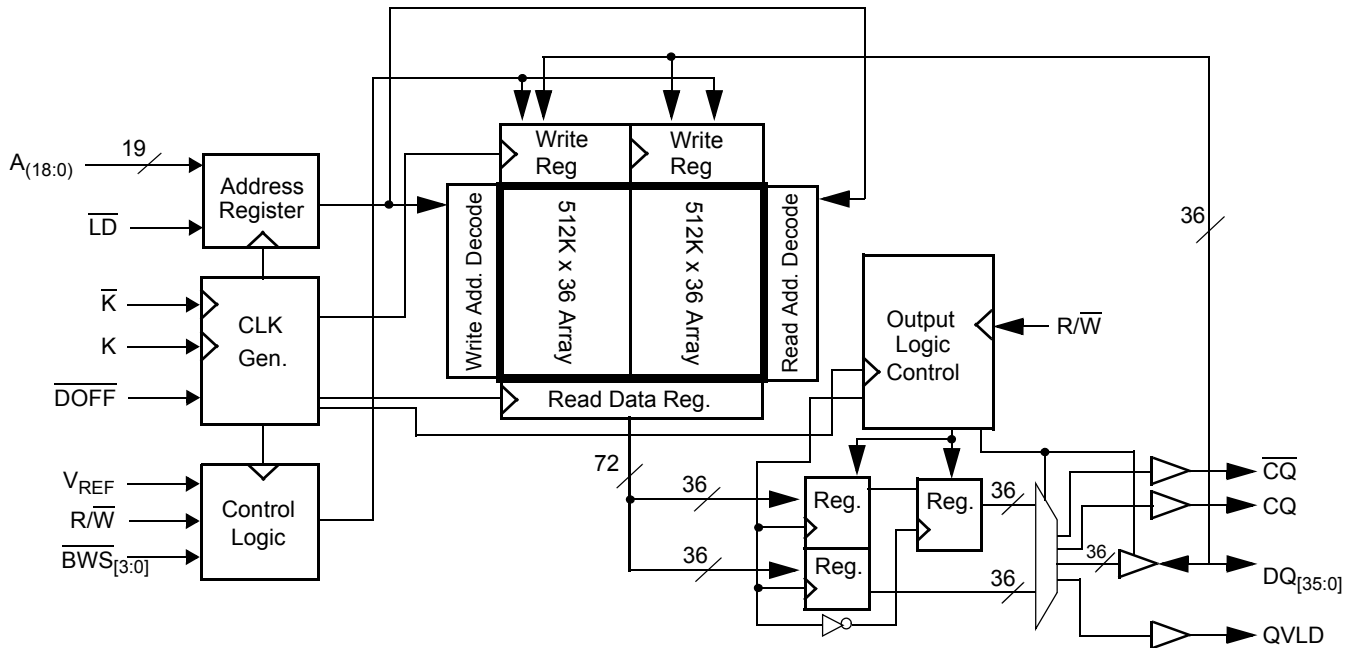 A(18:0)
19
LD
Address
Register
K
K
DOFF
CLK
Gen.
VREF
R/W
BWS[3:0]
Control
Logic
Write
Reg
Write
Reg
Write Add. Decode
512K x 36 Array
512K x 36 Array
Read Add. Decode
Read Data Reg.
36
Output
Logic
Control
R/W
72
36
36
Reg.
Reg.
Reg.
36
36
36
CQ
CQ
DQ[35:0]
QVLD